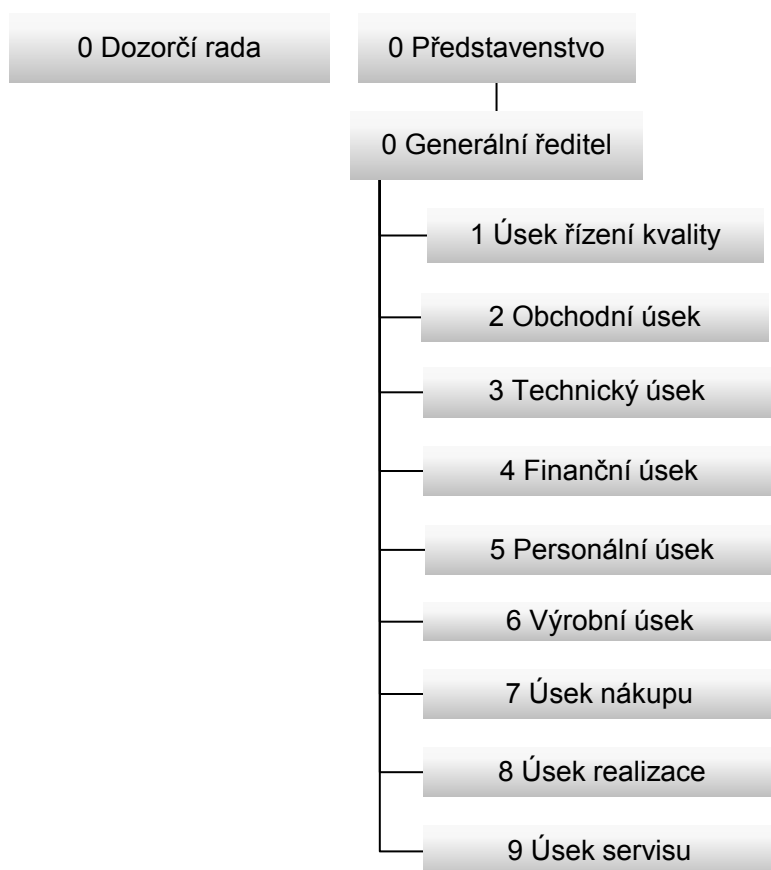 0 Dozorčí rada
0 Představenstvo
0 Generální ředitel
1 Úsek řízení kvality
2 Obchodní úsek
3 Technický úsek
4 Finanční úsek
5 Personální úsek
6 Výrobní úsek
7 Úsek nákupu
8 Úsek realizace
9 Úsek servisu